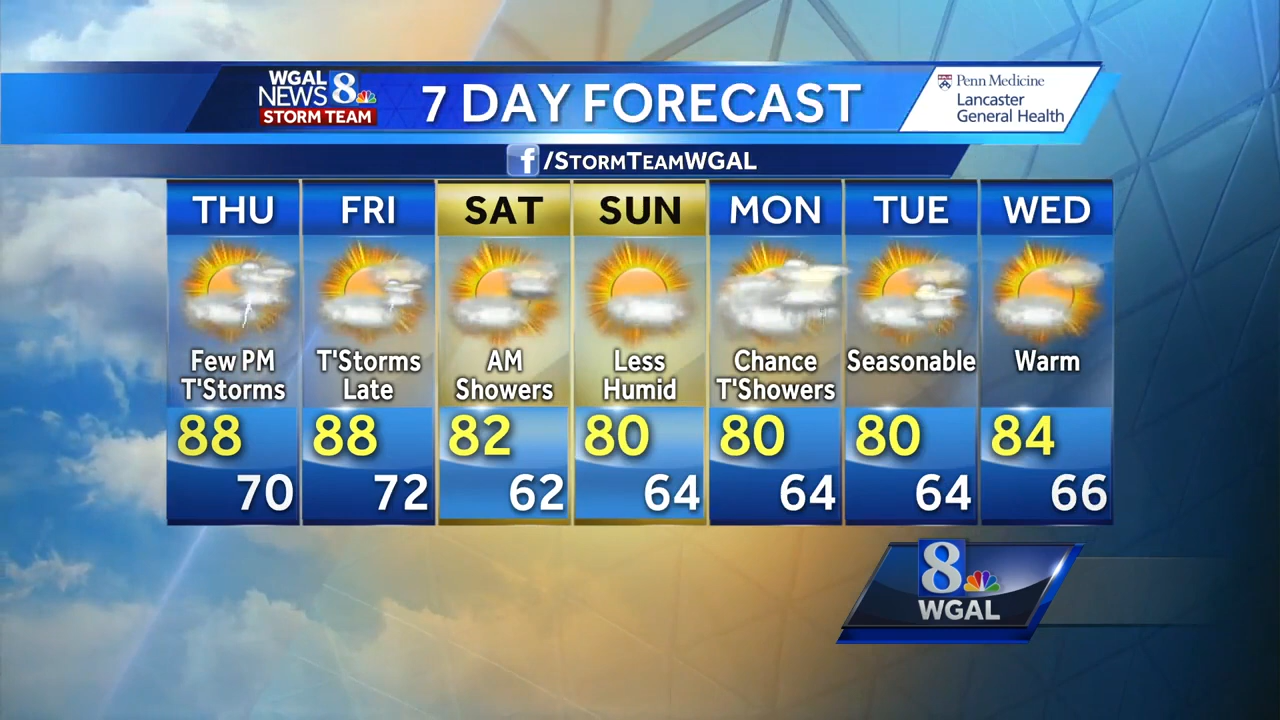 WGAL
NEWS 8
STORM TEAM
7 DAY FORECAST
Penn Medicine
Lancaster
General Health
f /STORMTEAMWGAL
THU FRI SAT SUN MON TUE WED
Few PM T'Storms AM Less Chance Seasonable Warm
T'Storms Late Showers Humid T'Showers
88 88 82 80 80 80 84
70 72 62 64 64 64 66
8
WGAL